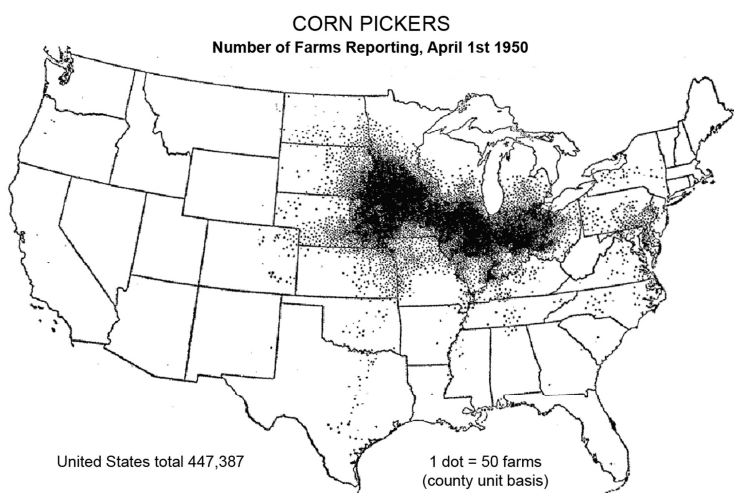 CORN PICKERS
Number of Farms Reporting, April 1st 1950
United States total 447,387
1 dot = 50 farms
(county unit basis)